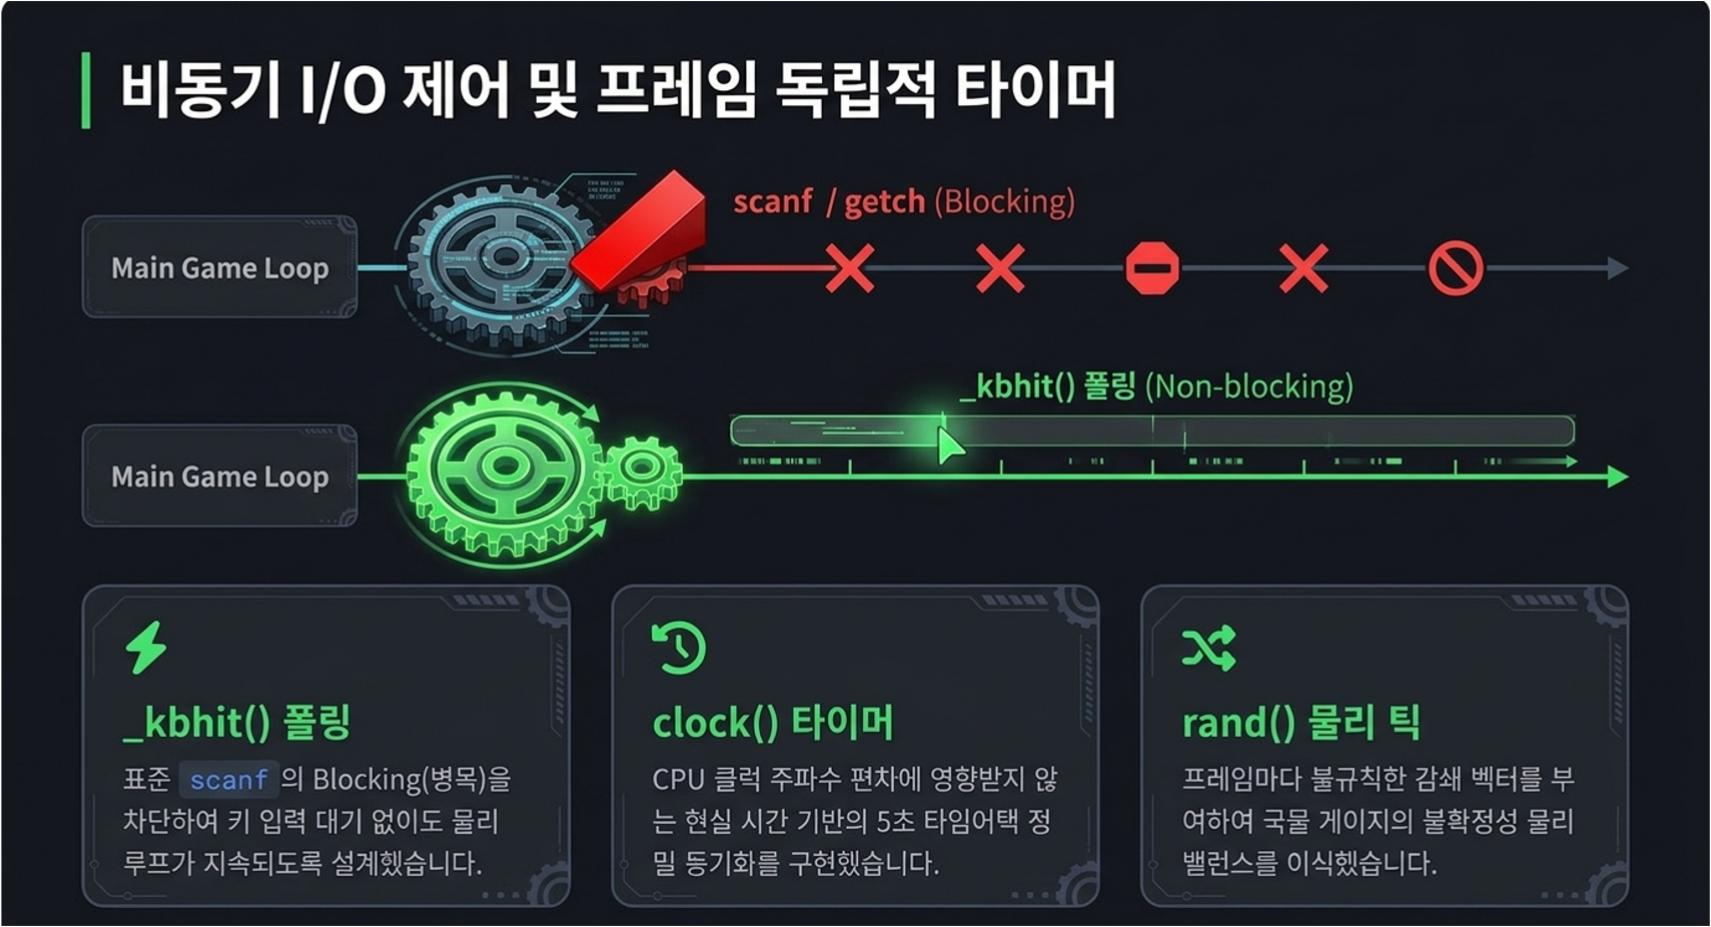 비동기 I/O 제어 및 프레임 독립적 타이머
scanf / getch (Blocking)
Main Game Loop
_kbhit() 폴링 (Non-blocking)
Main Game Loop
_kbhit() 폴링
표준 scanf 의 Blocking(병목)을
차단하여 키 입력 대기 없이도 물리
루프가 지속되도록 설계했습니다.
clock() 타이머
CPU 클럭 주파수 편차에 영향받지 않
는 현실 시간 기반의 5초 타임어택 정
밀 동기화를 구현했습니다.
rand() 물리 틱
프레임마다 불규칙한 감쇄 벡터를 부
여하여 국물 게이지의 불확정성 물리
밸런스를 이식했습니다.